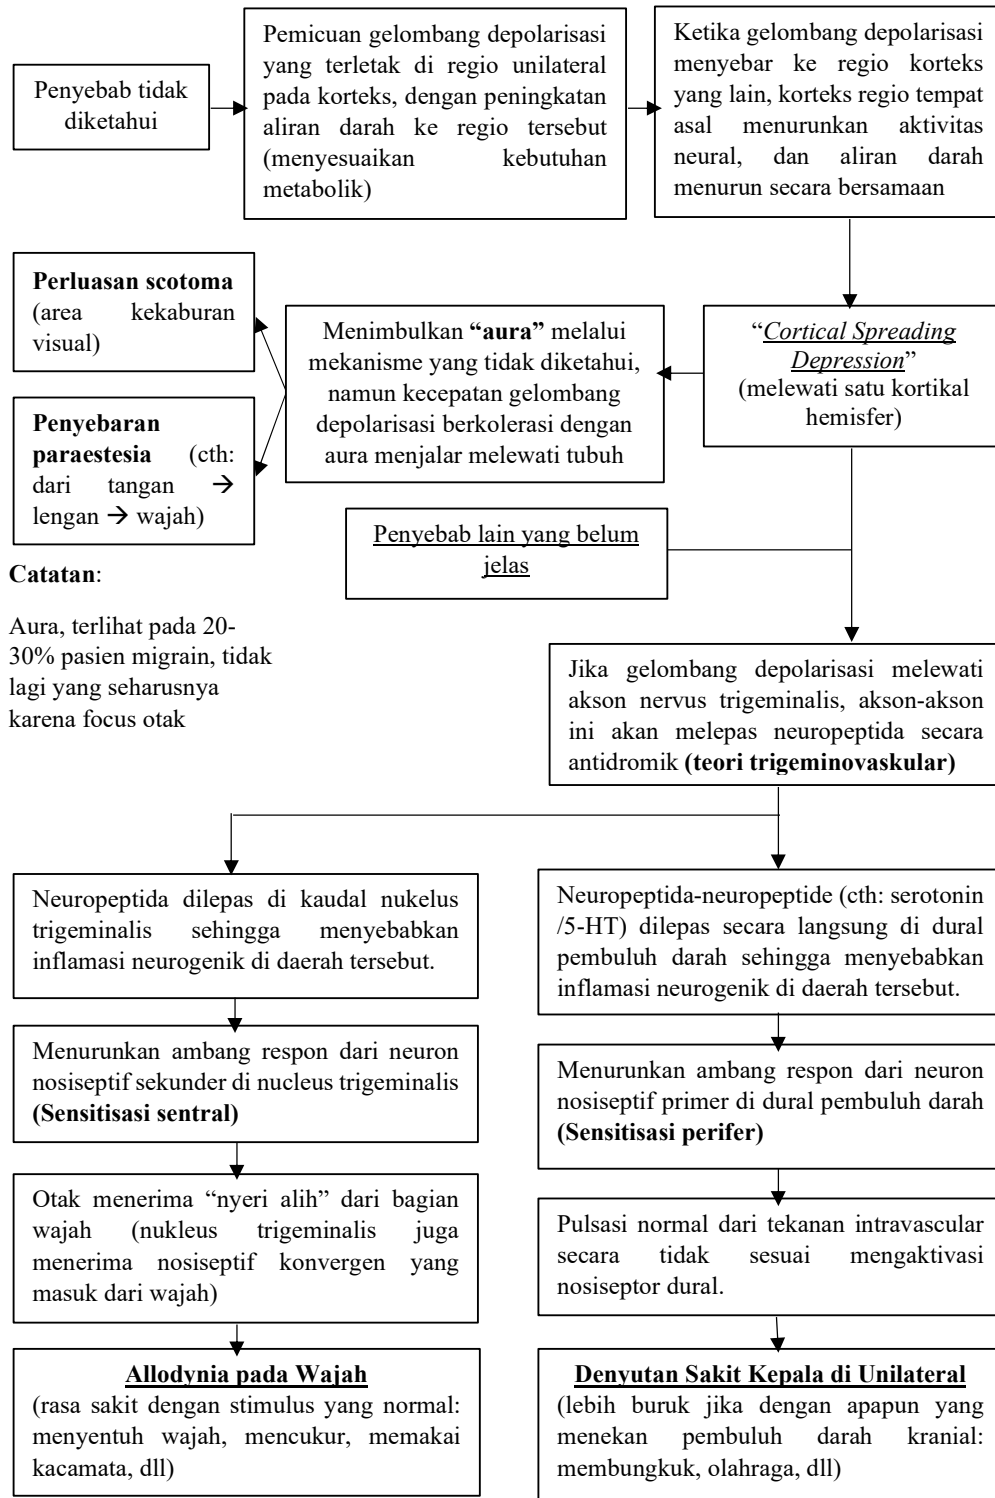 Penyebab tidak
diketahui
Pemicuan gelombang depolarisasi
yang terletak di regio unilateral
pada korteks, dengan peningkatan
aliran darah ke regio tersebut
(menyesuaikan kebutuhan
metabolik)
Ketika gelombang depolarisasi
menyebar ke regio korteks
yang lain, korteks regio tempat
asal menurunkan aktivitas
neural, dan aliran darah
menurun secara bersamaan
“Cortical Spreading
Depression”
(melewati satu kortikal
hemisfer)
Menimbulkan “aura” melalui
mekanisme yang tidak diketahui,
namun kecepatan gelombang
depolarisasi berkolerasi dengan
aura menjalar melewati tubuh
Perluasan scotoma
(area kekaburan
visual)
Penyebaran
paraestesia (cth:
dari tangan →
lengan → wajah)
Catatan:
Aura, terlihat pada 20-
30% pasien migrain, tidak
lagi yang seharusnya
karena focus otak
Penyebab lain yang belum
jelas
Jika gelombang depolarisasi melewati
akson nervus trigeminalis, akson-akson
ini akan melepas neuropeptida secara
antidromik (teori trigeminovaskular)
Neuropeptida dilepas di kaudal nukelus
trigeminalis sehingga menyebabkan
inflamasi neurogenik di daerah tersebut.
Menurunkan ambang respon dari neuron
nosiseptif sekunder di nucleus trigeminalis
(Sensitisasi sentral)
Otak menerima “nyeri alih” dari bagian
wajah (nukleus trigeminalis juga
menerima nosiseptif konvergen yang
masuk dari wajah)
Allodynia pada Wajah
(rasa sakit dengan stimulus yang normal:
menyentuh wajah, mencukur, memakai
kacamata, dll)
Neuropeptida-neuropeptide (cth: serotonin
/5-HT) dilepas secara langsung di dural
pembuluh darah sehingga menyebabkan
inflamasi neurogenik di daerah tersebut.
Menurunkan ambang respon dari neuron
nosiseptif primer di dural pembuluh darah
(Sensitisasi perifer)
Pulsasi normal dari tekanan intravascular
secara tidak sesuai mengaktivasi
nosiseptor dural.
Denyutan Sakit Kepala di Unilateral
(lebih buruk jika dengan apapun yang
menekan pembuluh darah kranial:
membungkuk, olahraga, dll)